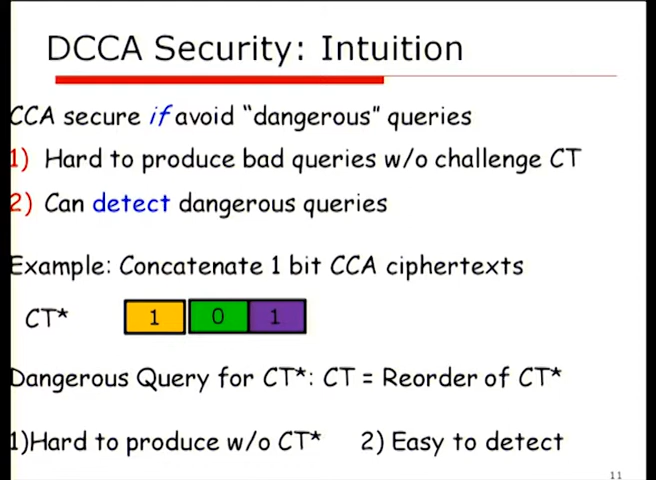 DCCA Security: Intuition
CCA secure if avoid "dangerous" queries
1) Hard to produce bad queries w/o challenge CT
2) Can detect dangerous queries
Example: Concatenate 1 bit CCA ciphertexts
CT* 1 0 1
Dangerous Query for CT*: CT = Reorder of CT*
1)Hard to produce w/o CT* 2) Easy to detect
11